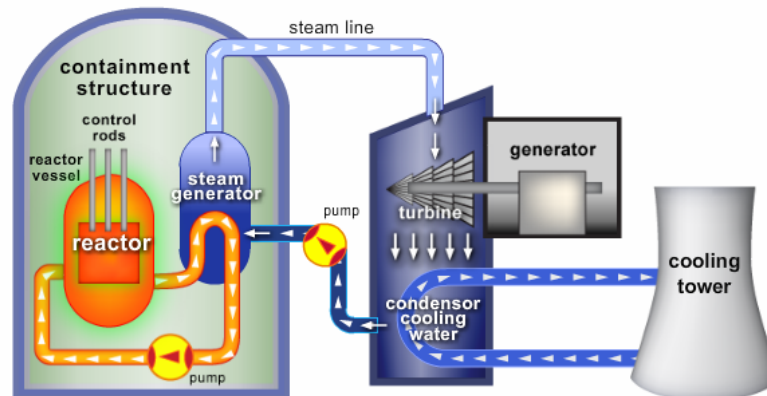 steam line
containment
structure
control
rods
reactor
vessel
steam
generator
reactor
pump
pump
turbine
generator
condensor
cooling
water
cooling
tower